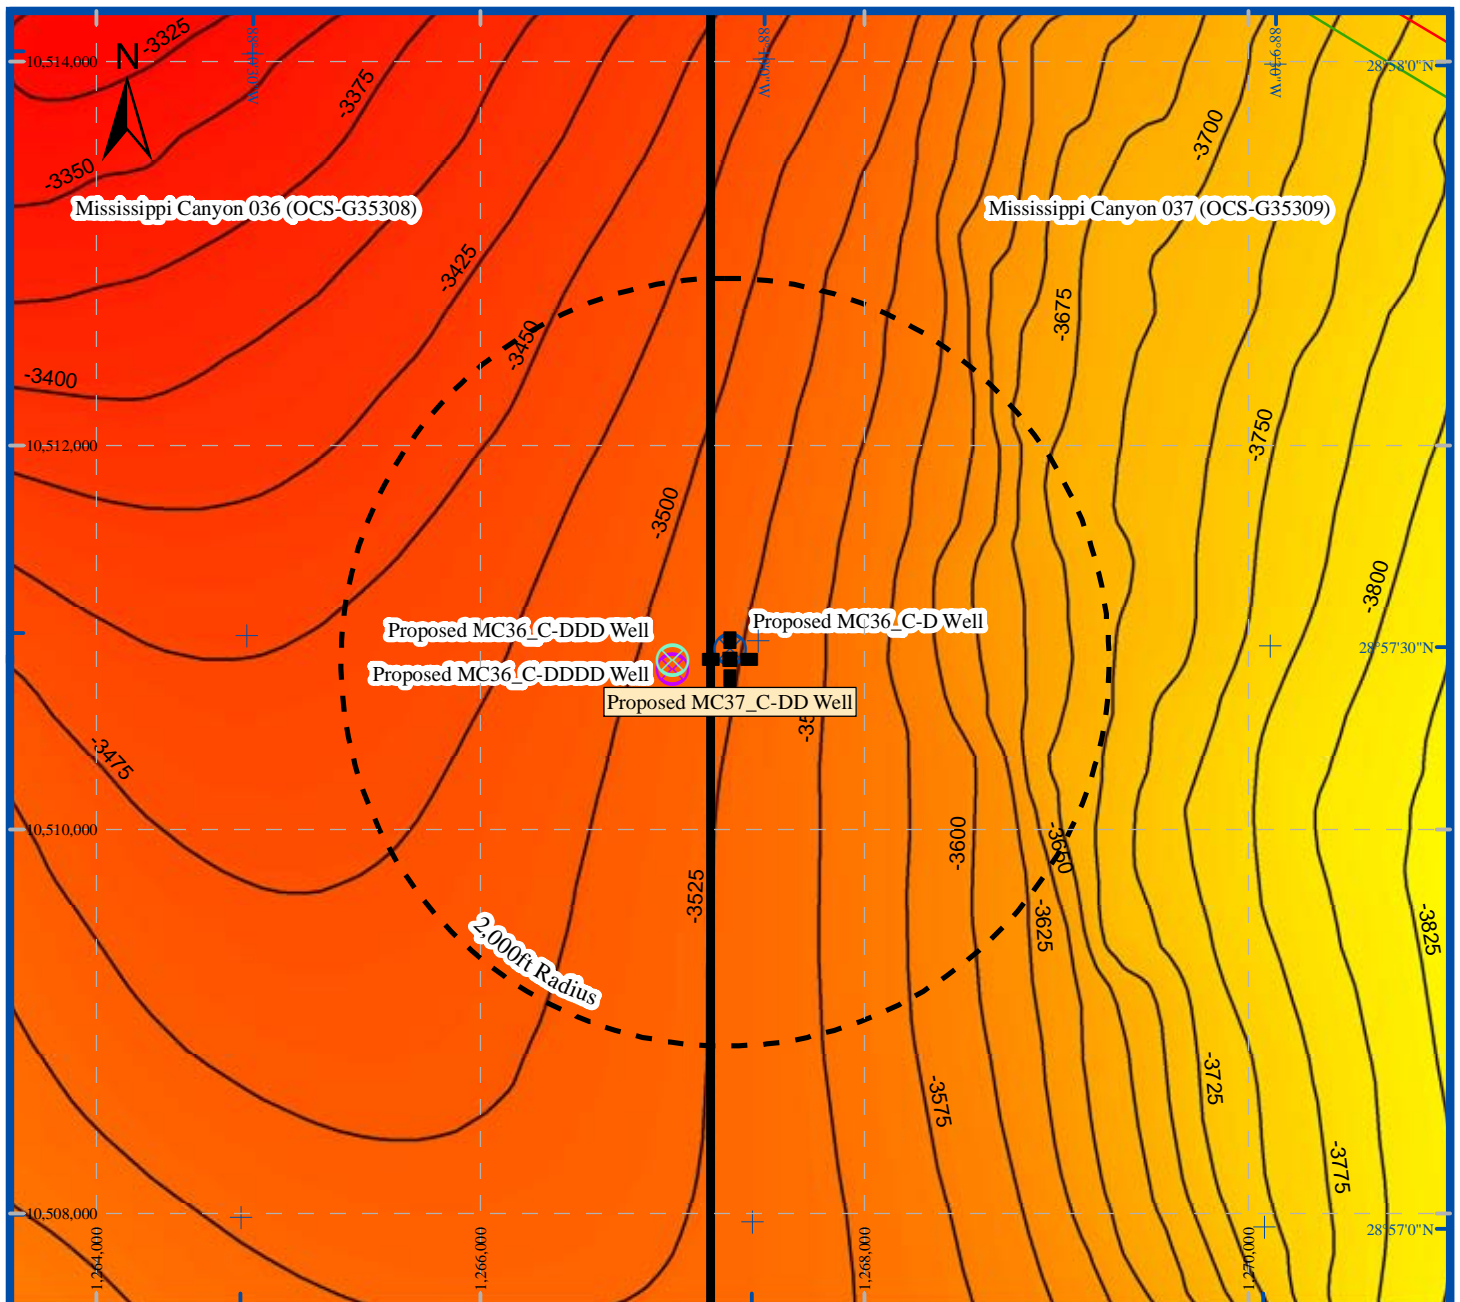 -3325
N
10,514,000
88°9'30"W
28°58'0"N
-3375
-3700
-3350
Mississippi Canyon 036 (OCS-G35308)
Mississippi Canyon 037 (OCS-G35309)
-3425
-3450
-3675
-3400
10,512,000
-3750
-3500
-3800
Proposed MC36_C-DDD Well
Proposed MC36_C-D Well
28°57'30"N
Proposed MC36_C-DDDD Well
Proposed MC37_C-DD Well
-3475
10,510,000
-3600
-3650
-3525
-3625
-3825
2,000ft Radius
-3575
-3725
-3775
10,508,000
28°57'0"N
1,264,000
1,266,000
1,268,000
1,270,000